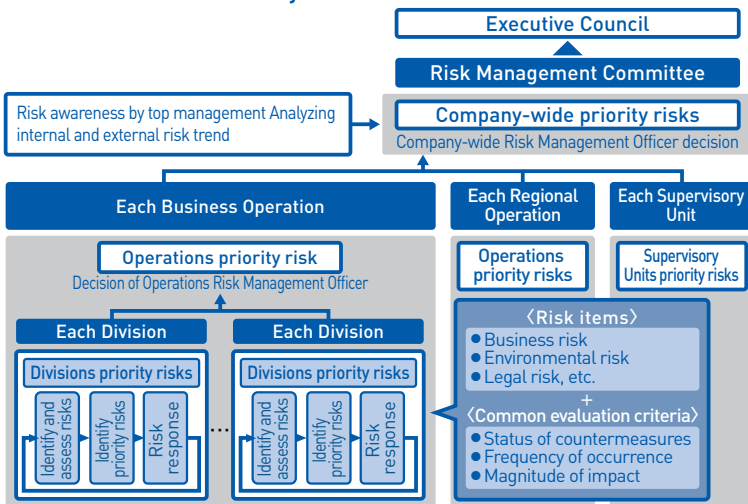 Executive Council
Risk Management Committee
Risk awareness by top management Analyzing
internal and external risk trend
Company-wide priority risks
Company-wide Risk Management Officer decision
Each Business Operation
Each Regional
Operation
Each Supervisory
Unit
Operations priority risk
Decision of Operations Risk Management Officer
Operations
priority risks
Supervisory
Units priority risks
Each Division
Each Division
Divisions priority risks
Identify and
assess risks
Identify
priority risks
Risk
response
...
Divisions priority risks
Identify and
assess risks
Identify
priority risks
Risk
response
〈Risk items〉
● Business risk
● Environmental risk
● Legal risk, etc.
+
〈Common evaluation criteria〉
● Status of countermeasures
● Frequency of occurrence
● Magnitude of impact